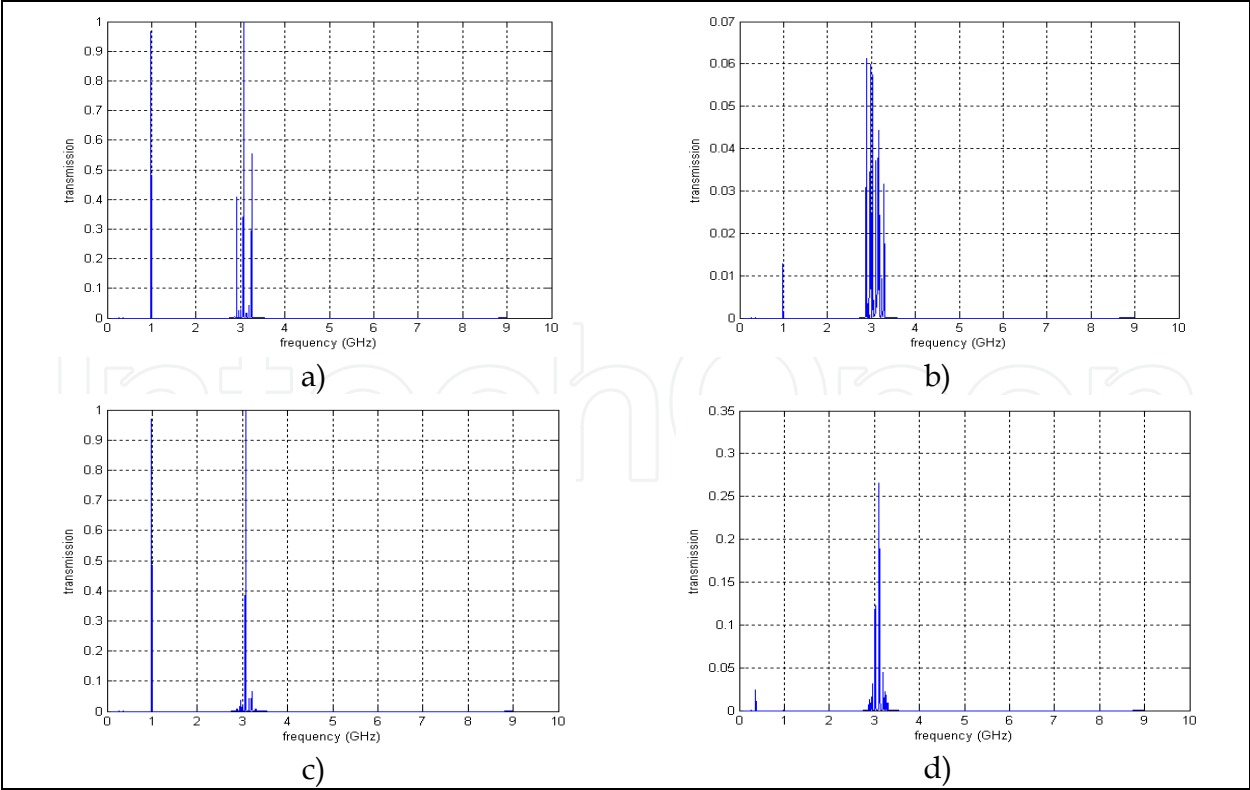 1
0.9
0.8
0.7
0.6
0.5
0.4
0.3
0.2
0.1
0
transmission
0 1 2 3 4 5 6 7 8 9 10
frequency (GHz)
a)
0.07
0.06
0.05
0.04
0.03
0.02
0.01
0
transmission
0 1 2 3 4 5 6 7 8 9 10
frequency (GHz)
b)
IntechOpen
1
0.9
0.8
0.7
0.6
0.5
0.4
0.3
0.2
0.1
0
transmission
0 1 2 3 4 5 6 7 8 9 10
frequency (GHz)
c)
0.35
0.3
0.25
0.2
0.15
0.1
0.05
0
transmission
0 1 2 3 4 5 6 7 8 9 10
frequency (GHz)
d)